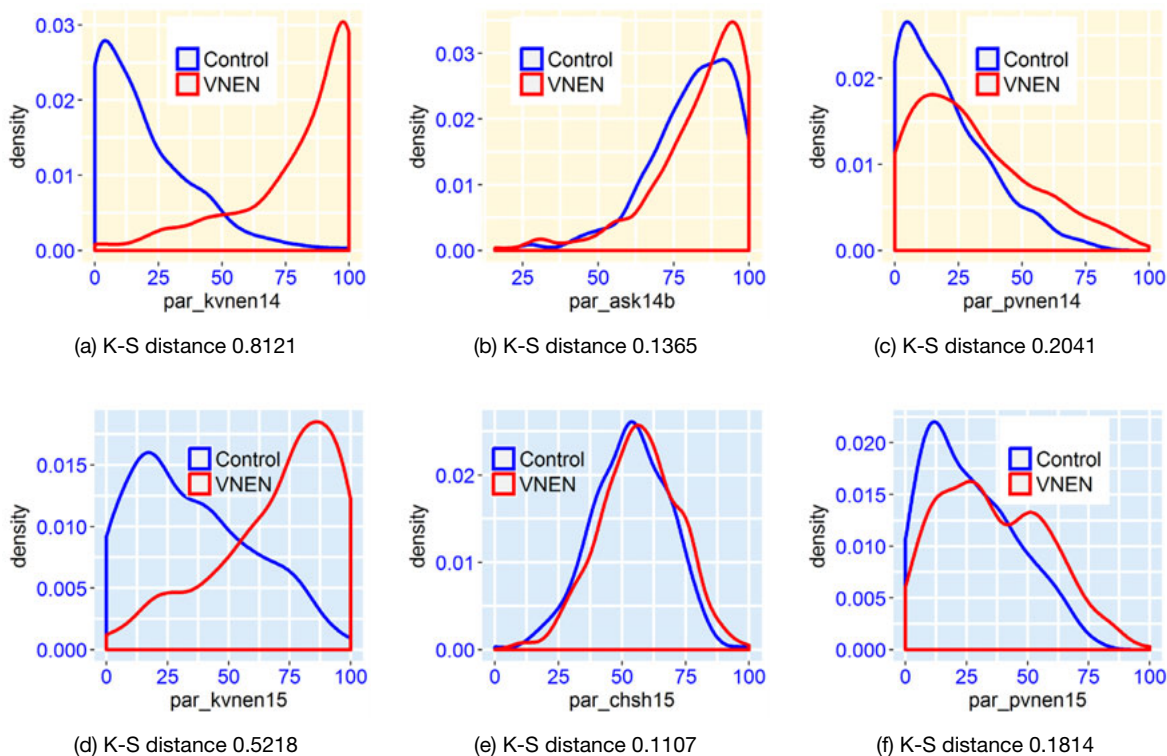 density
0.03
0.02
0.01
0.00
Control
VNEN
0 25 50 75 100
par_kvnen14
(a) K-S distance 0.8121
density
0.03
0.02
0.01
0.00
Control
VNEN
25 50 75 100
par_ask14b
(b) K-S distance 0.1365
density
0.02
0.01
0.00
Control
VNEN
0 25 50 75 100
par_pvnen14
(c) K-S distance 0.2041
density
0.015
0.010
0.005
0.000
Control
VNEN
0 25 50 75 100
par_kvnen15
(d) K-S distance 0.5218
density
0.02
0.01
0.00
Control
VNEN
0 25 50 75 100
par_chsh15
(e) K-S distance 0.1107
density
0.020
0.015
0.010
0.005
0.000
Control
VNEN
0 25 50 75 100
par_pvnen15
(f) K-S distance 0.1814